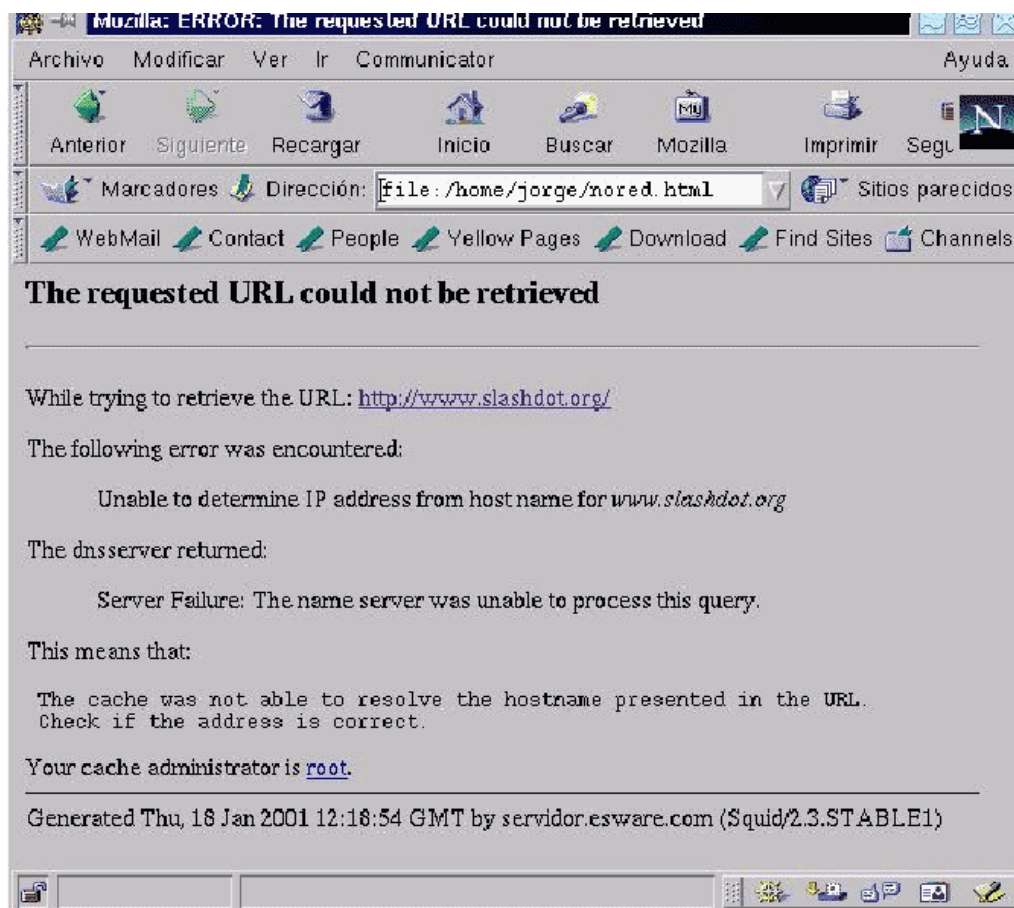 Mozilla: ERROR: The requested URL could not be retrieved
Archivo Modificar Ver Ir Communicator Ayuda
My N
Anterior Siguiente Recargar Inicio Buscar Mozilla Imprimir Segu
Marcadores Dirección: file:/home/jorge/nored.html Sitios parecidos
WebMail Contact People Yellow Pages Download Find Sites Channels
The requested URL could not be retrieved
While trying to retrieve the URL: http://www.slashdot.org/
The following error was encountered:
Unable to determine IP address from host name for www.slashdot.org
The dnsserver returned:
Server Failure: The name server was unable to process this query.
This means that:
The cache was not able to resolve the hostname presented in the URL.
Check if the address is correct.
Your cache administrator is root.
Generated Thu, 18 Jan 2001 12:18:54 GMT by servidor.esware.com (Squid/2.3.STABLE1)